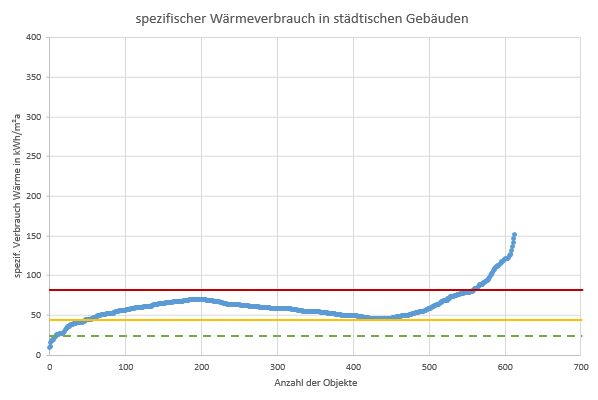 spezifischer Wärmeverbrauch in städtischen Gebäuden
400
350
300
250
200
150
100
50
0
spezif. Verbrauch Wärme in kWh/m²a
0 100 200 300 400 500 600 700
Anzahl der Objekte